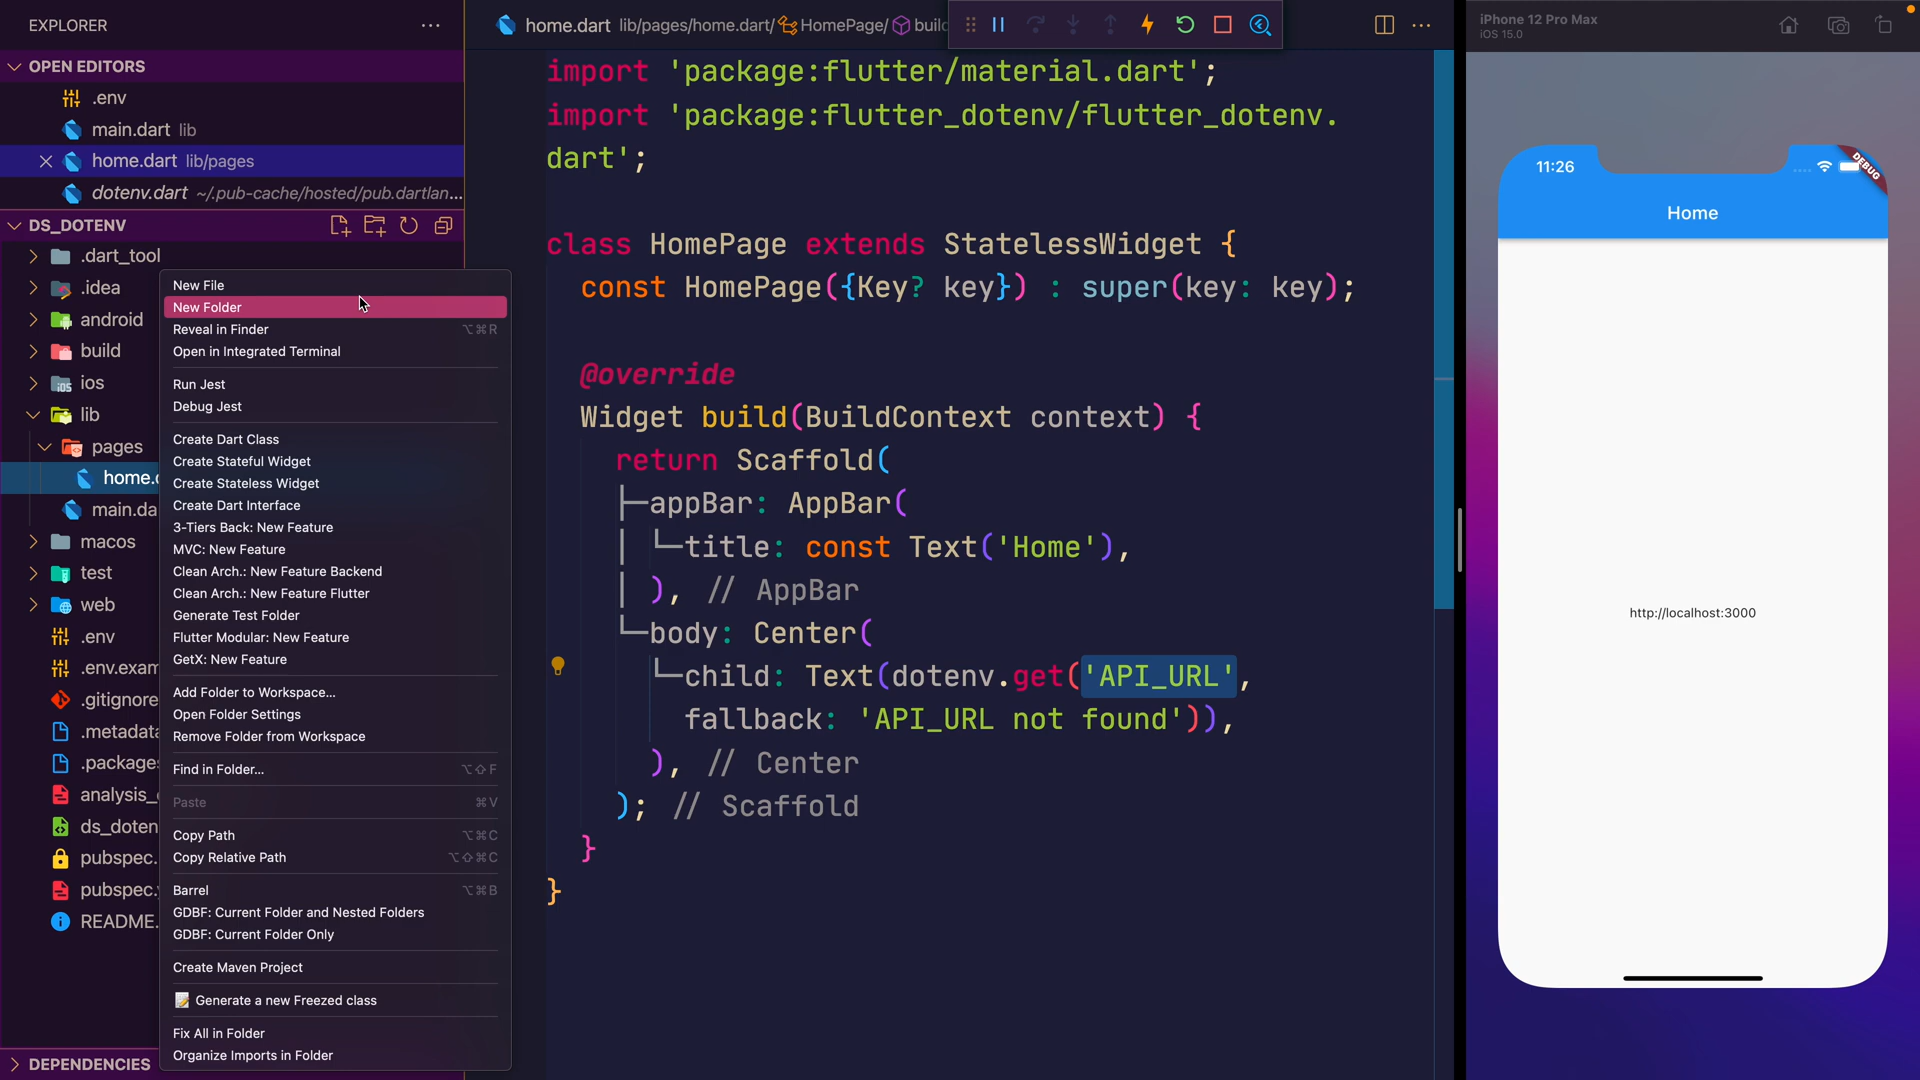 EXPLORER
OPEN EDITORS
.env
main.dart lib
home.dart lib/pages
dotenv.dart ~/.pub-cache/hosted/pub.dartlan...
DS_DOTENV
.dart_tool
.idea
android
build
ios
lib
pages
home.d
main.da
macos
test
web
.env
.env.exam
.gitignore
.metadata
.packages
analysis_
ds_doten
pubspec.
pubspec.y
README.
DEPENDENCIES
New File
New Folder
Reveal in Finder ⌥⌘R
Open in Integrated Terminal
Run Jest
Debug Jest
Create Dart Class
Create Stateful Widget
Create Stateless Widget
Create Dart Interface
3-Tiers Back: New Feature
MVC: New Feature
Clean Arch.: New Feature Backend
Clean Arch.: New Feature Flutter
Generate Test Folder
Flutter Modular: New Feature
GetX: New Feature
Add Folder to Workspace...
Open Folder Settings
Remove Folder from Workspace
Find in Folder... ⌥⇧F
Paste ⌘V
Copy Path ⌥⌘C
Copy Relative Path ⌥⇧⌘C
Barrel ⌥⌘B
GDBF: Current Folder and Nested Folders
GDBF: Current Folder Only
Create Maven Project
Generate a new Freezed class
Fix All in Folder
Organize Imports in Folder
home.dart lib/pages/home.dart/ HomePage/ build
import 'package:flutter/material.dart';
import 'package:flutter_dotenv/flutter_dotenv.
dart';
class HomePage extends StatelessWidget {
const HomePage({Key? key}) : super(key: key);
@override
Widget build(BuildContext context) {
return Scaffold(
appBar: AppBar(
title: const Text('Home'),
), // AppBar
body: Center(
child: Text(dotenv.get('API_URL',
fallback: 'API_URL not found')),
), // Center
); // Scaffold
}
}
iPhone 12 Pro Max
iOS 15.0
11:26
DEBUG
Home
http://localhost:3000